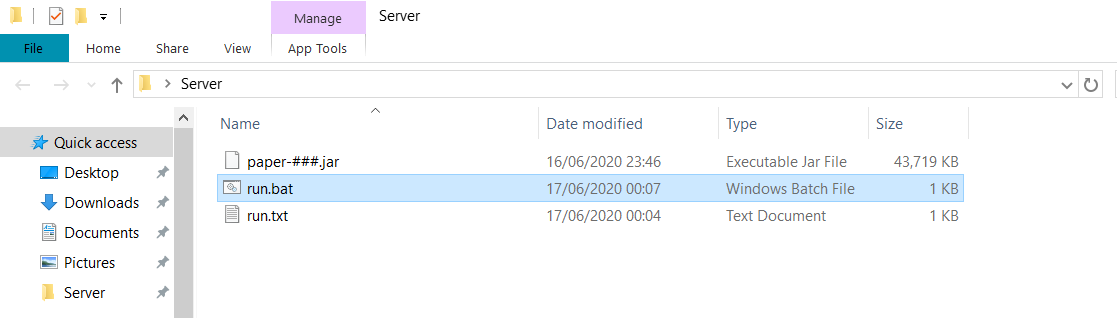 Manage Server
File Home Share View App Tools
Server
Name Date modified Type Size
Quick access
Desktop
Downloads
Documents
Pictures
Server
paper-###.jar 16/06/2020 23:46 Executable Jar File 43,719 KB
run.bat 17/06/2020 00:07 Windows Batch File 1 KB
run.txt 17/06/2020 00:04 Text Document 1 KB